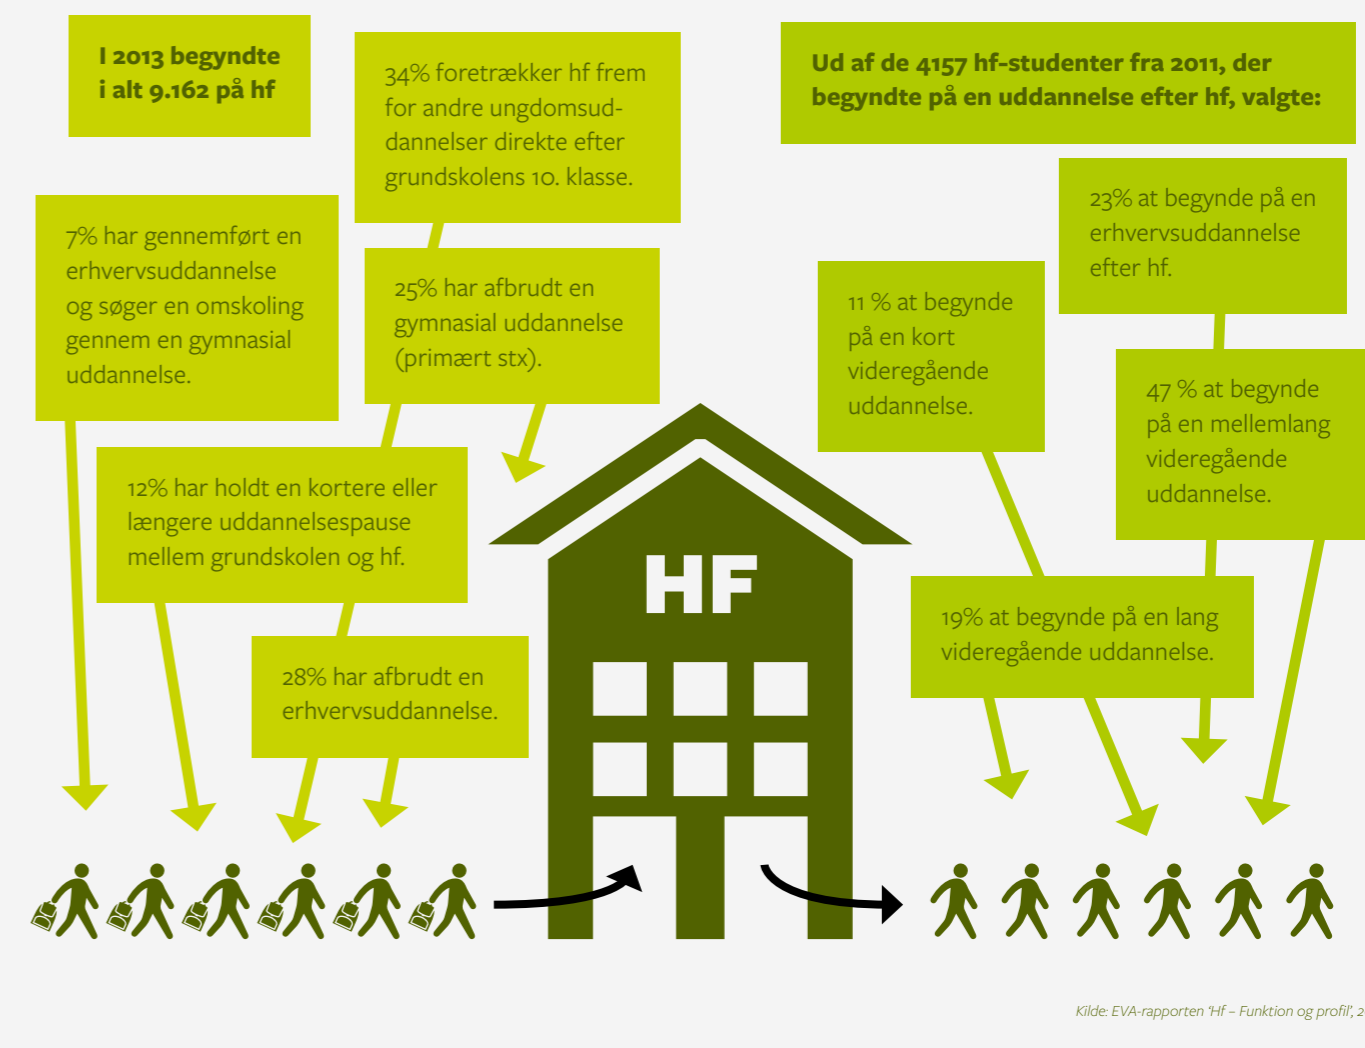 I 2013 begyndte
i alt 9.162 på hf
34% foretrækker hf frem
for andre ungdomsud-
dannelser direkte efter
grundskolens 10. klasse.
7% har gennemført en
erhvervsuddannelse
og søger en omskoling
gennem en gymnasial
uddannelse.
25% har afbrudt en
gymnasial uddannelse
(primært stx).
12% har holdt en kortere eller
længere uddannelsespause
mellem grundskolen og hf.
28% har afbrudt en
erhvervsuddannelse.
HF
Ud af de 4157 hf-studenter fra 2011, der
begyndte på en uddannelse efter hf, valgte:
23% at begynde på en
erhvervsuddannelse
efter hf.
11 % at begynde
på en kort
videregående
uddannelse.
47 % at begynde
på en mellemlang
videregående
uddannelse.
19% at begynde på en lang
videregående uddannelse.
Kilde: EVA-rapporten ‘Hf – Funktion og profil’,